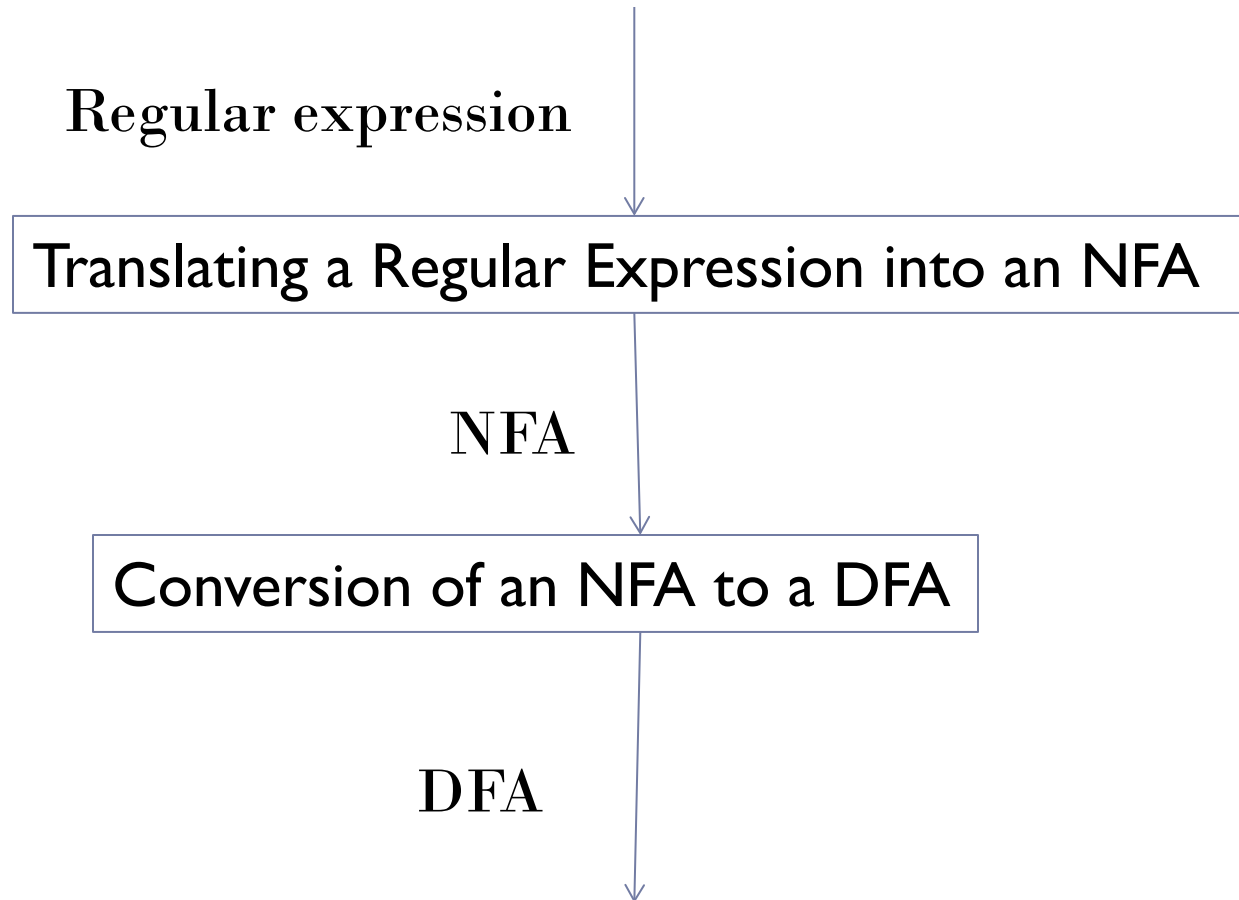 Regular expression
Translating a Regular Expression into an NFA
NFA
Conversion of an NFA to a DFA
DFA